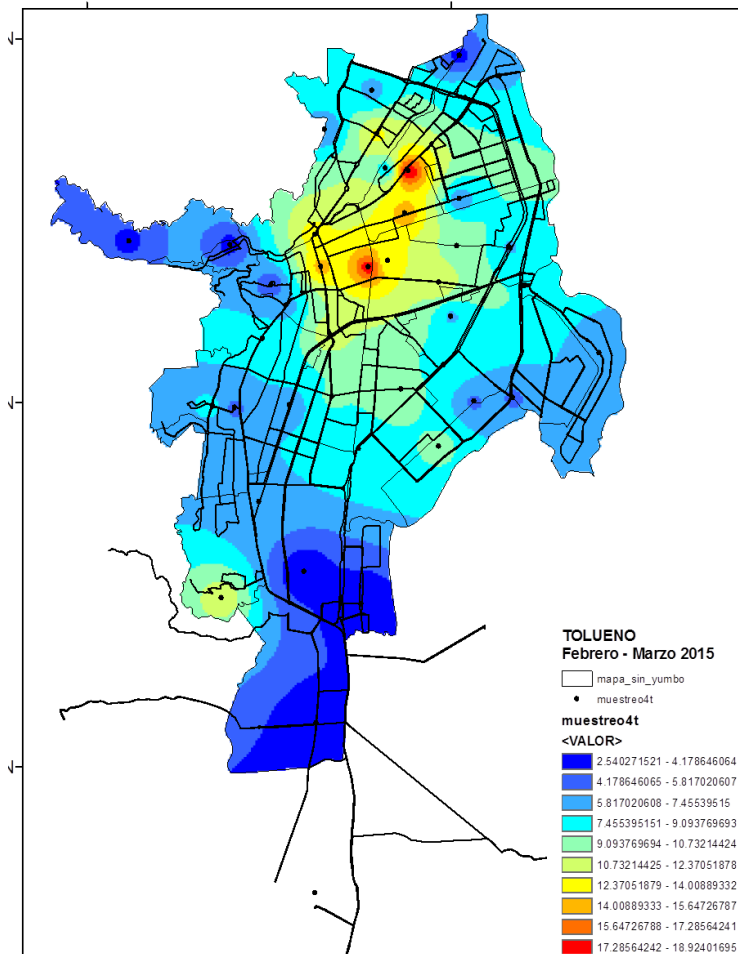 TOLUENO
Febrero - Marzo 2015
mapa_sin_yumbo
muestreo4t
muestreo4t
<VALOR>
2.540271521 - 4.178646064
4.178646065 - 5.817020607
5.817020608 - 7.45539515
7.455395151 - 9.093769693
9.093769694 - 10.73214424
10.73214425 - 12.37051878
12.37051879 - 14.00889332
14.00889333 - 15.64726787
15.64726788 - 17.28564241
17.28564242 - 18.92401695